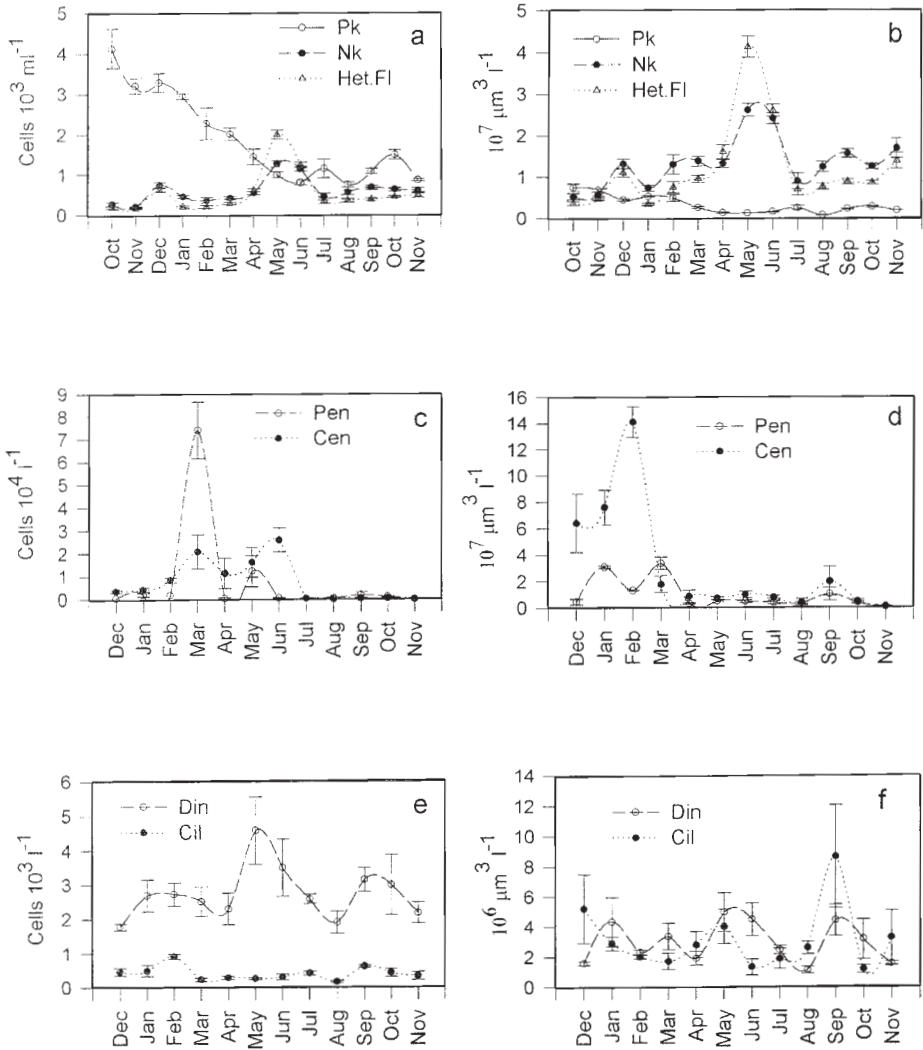 a
Pk
Nk
Het.Fl
Cells 10³ ml⁻¹
5
4
3
2
1
0
Oct Nov Dec Jan Feb Mar Apr May Jun Jul Aug Sep Oct Nov
b
Pk
Nk
Het.Fl
10⁷ µm³ l⁻¹
5
4
3
2
1
0
Oct Nov Dec Jan Feb Mar Apr May Jun Jul Aug Sep Oct Nov
c
Pen
Cen
Cells 10⁴ l⁻¹
9
8
7
6
5
4
3
2
1
0
Dec Jan Feb Mar Apr May Jun Jul Aug Sep Oct Nov
d
Pen
Cen
10⁷ µm³ l⁻¹
16
14
12
10
8
6
4
2
0
Dec Jan Feb Mar Apr May Jun Jul Aug Sep Oct Nov
e
Din
Cil
Cells 10³ l⁻¹
6
5
4
3
2
1
0
Dec Jan Feb Mar Apr May Jun Jul Aug Sep Oct Nov
f
Din
Cil
10⁶ µm³ l⁻¹
14
12
10
8
6
4
2
0
Dec Jan Feb Mar Apr May Jun Jul Aug Sep Oct Nov